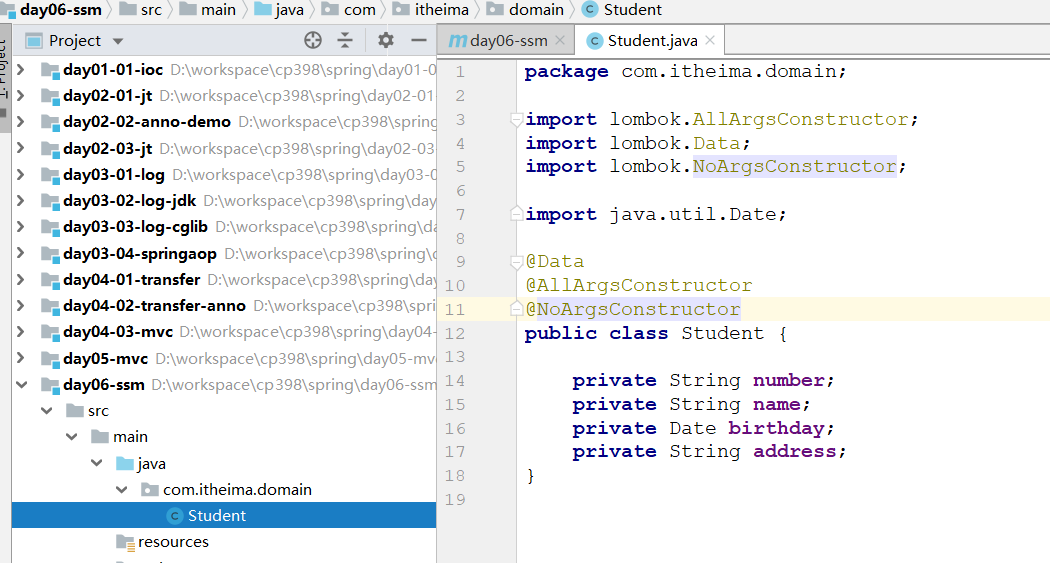 day06-ssm src main java com itheima domain Student
Project
day06-ssm
Student.java
1: Project
day01-01-ioc D:\workspace\cp398\spring\day01-0
day02-01-jt D:\workspace\cp398\spring\day02-01
day02-02-anno-demo D:\workspace\cp398\spring
day02-03-jt D:\workspace\cp398\spring\day02-03
day03-01-log D:\workspace\cp398\spring\day03-0
day03-02-log-jdk D:\workspace\cp398\spring\day
day03-03-log-cglib D:\workspace\cp398\spring\d
day03-04-springaop D:\workspace\cp398\spring\d
day04-01-transfer D:\workspace\cp398\spring\da
day04-02-transfer-anno D:\workspace\cp398\spri
day04-03-mvc D:\workspace\cp398\spring\day04-
day05-mvc D:\workspace\cp398\spring\day05-mv
day06-ssm D:\workspace\cp398\spring\day06-ssm
src
main
java
com.itheima.domain
Student
resources
1 package com.itheima.domain;
2
3 import lombok.AllArgsConstructor;
4 import lombok.Data;
5 import lombok.NoArgsConstructor;
6
7 import java.util.Date;
8
9 @Data
10 @AllArgsConstructor
11 @NoArgsConstructor
12 public class Student {
13
14 private String number;
15 private String name;
16 private Date birthday;
17 private String address;
18 }
19